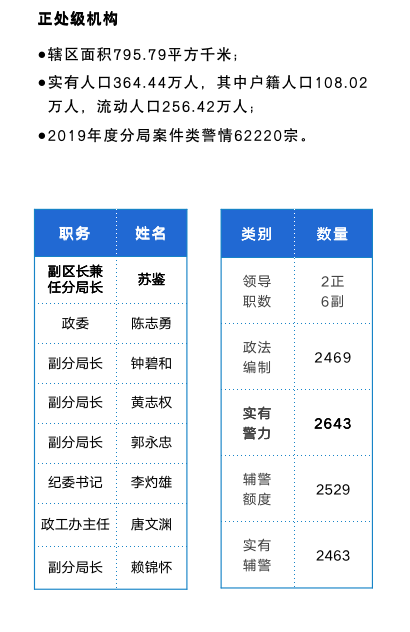 正处级机构
●辖区面积795.79平方千米；
●实有人口364.44万人，其中户籍人口108.02
万人，流动人口256.42万人；
●2019年度分局案件类警情62220宗。
职务 姓名
副区长兼
任分局长 苏鉴
政委 陈志勇
副分局长 钟碧和
副分局长 黄志权
副分局长 郭永忠
纪委书记 李灼雄
政工办主任 唐文渊
副分局长 赖锦怀
类别 数量
领导 2正
职数 6副
政法
编制 2469
实有
警力 2643
辅警
额度 2529
实有
辅警 2463